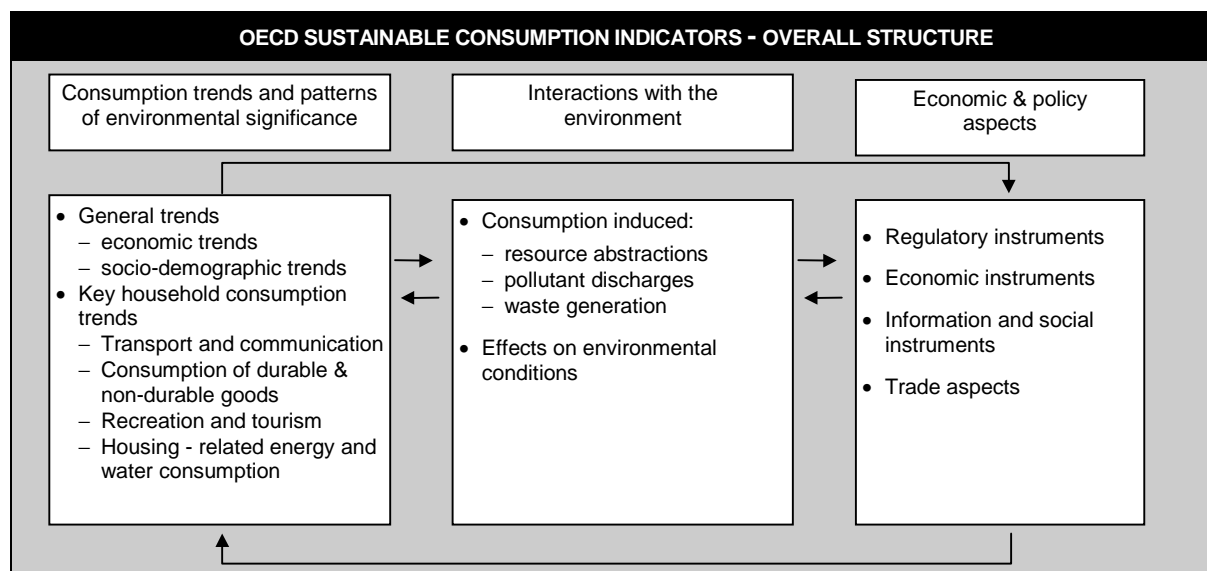 OECD SUSTAINABLE CONSUMPTION INDICATORS - OVERALL STRUCTURE
Consumption trends and patterns
of environmental significance
Interactions with the
environment
Economic & policy
aspects
• General trends
– economic trends
– socio-demographic trends
• Key household consumption
trends
– Transport and communication
– Consumption of durable &
non-durable goods
– Recreation and tourism
– Housing - related energy and
water consumption
• Consumption induced:
– resource abstractions
– pollutant discharges
– waste generation
• Effects on environmental
conditions
• Regulatory instruments
• Economic instruments
• Information and social
instruments
• Trade aspects